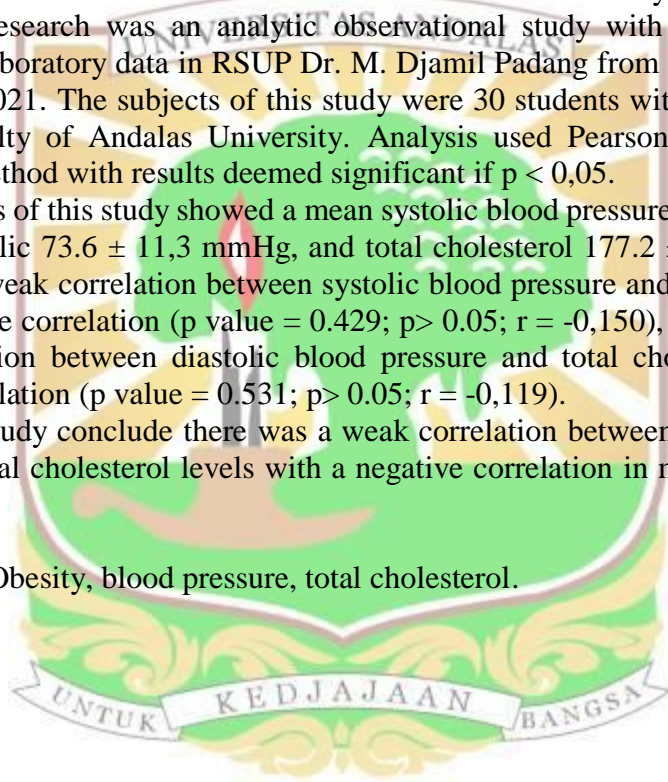 esearch was an analytic observational study with
UNIVERSITAS ANDALAS
boratory data in RSUP Dr. M. Djamil Padang from
021. The subjects of this study were 30 students wit
lty of Andalas University. Analysis used Pearson
ethod with results deemed significant if p < 0,05.
s of this study showed a mean systolic blood pressure
lic 73.6 ± 11,3 mmHg, and total cholesterol 177.2 ±
weak correlation between systolic blood pressure and
e correlation (p value = 0.429; p> 0.05; r = -0,150),
ion between diastolic blood pressure and total cho
lation (p value = 0.531; p> 0.05; r = -0,119).
tudy conclude there was a weak correlation between
al cholesterol levels with a negative correlation in m
Obesity, blood pressure, total cholesterol.
UNTUK KEDJAJAAN BANGSA